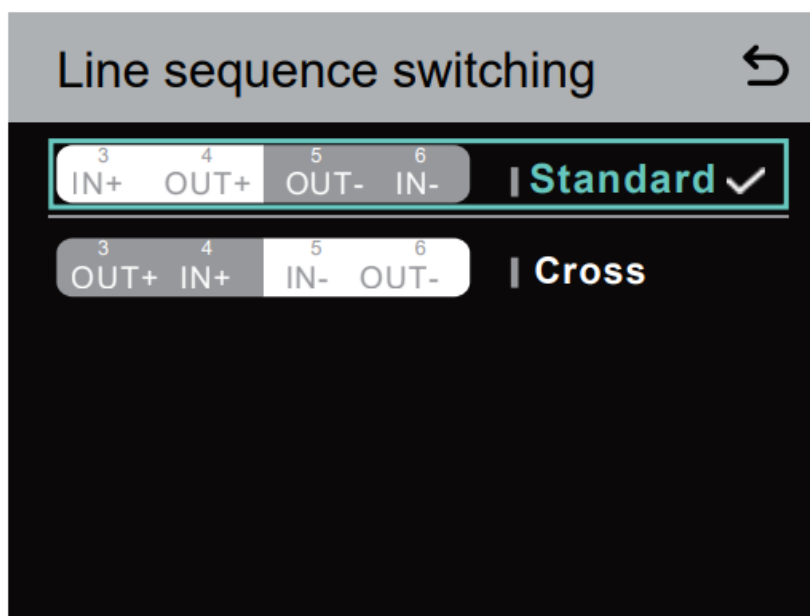 Line sequence switching
3 4 5 6
IN+ OUT+ OUT- IN- Standard
3 4 5 6
OUT+ IN+ IN- OUT- Cross